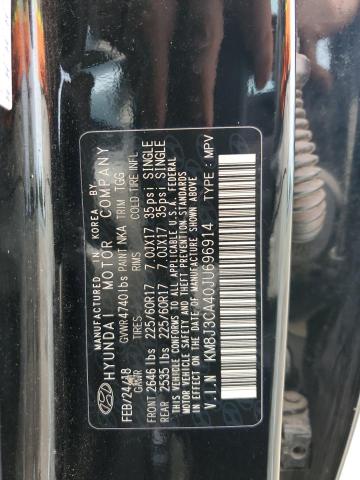 MANUFACTURED IN KOREA BY
HYUNDAI MOTOR COMPANY
FEB/24/18 GVWR 4740lbs PAINT NKA TRIM TGG
GAWR RIMS COLD TIRE INFL
FRONT 2646 lbs 225/60R17 7.0JX17 35psi SINGLE
REAR 2535 lbs 225/60R17 7.0JX17 35psi SINGLE
THIS VEHICLE CONFORMS TO ALL APPLICABLE U.S.A FEDERAL
MOTOR VEHICLE SAFETY AND THEFT PREVENTION STANDARDS
IN EFFECT ON THE DATE OF MANUFACTURE SHOWN ABOVE.
V.I.N : KM8J3CA40JU696914 TYPE : MPV